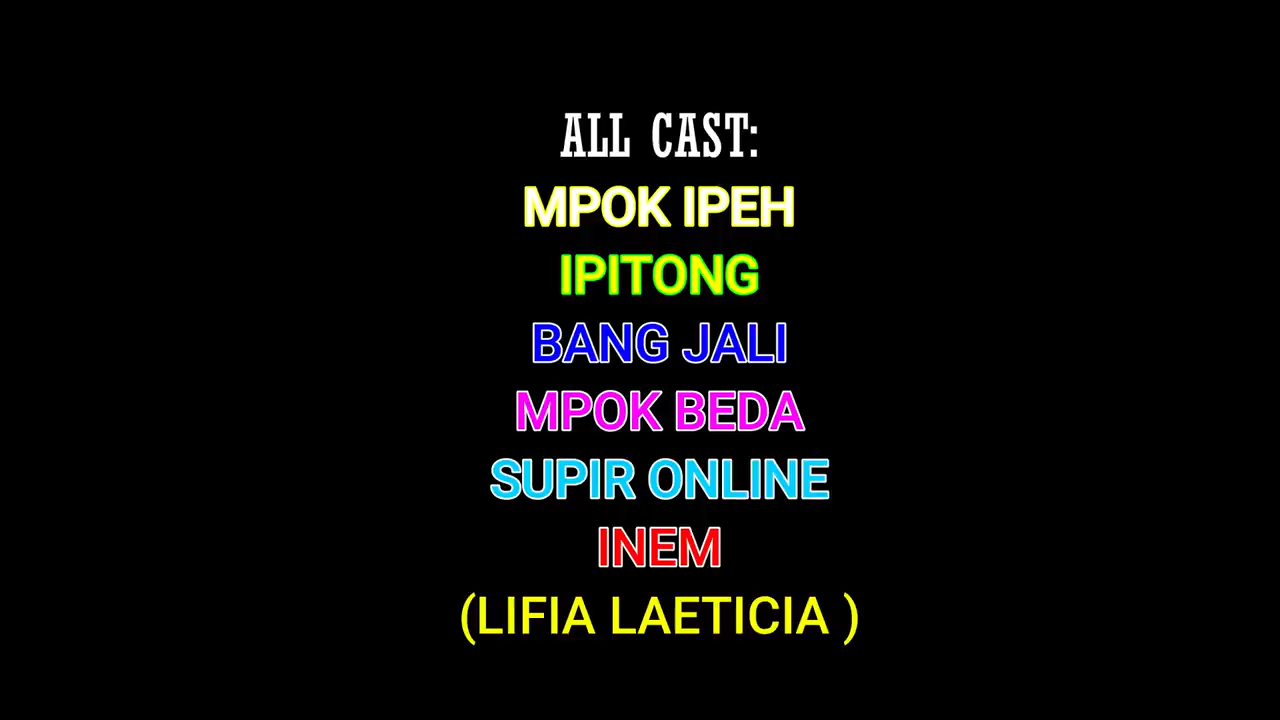 ALL CAST:
MPOK IPEH
IPITONG
BANG JALI
MPOK BEDA
SUPIR ONLINE
INEM
(LIFIA LAETICIA )